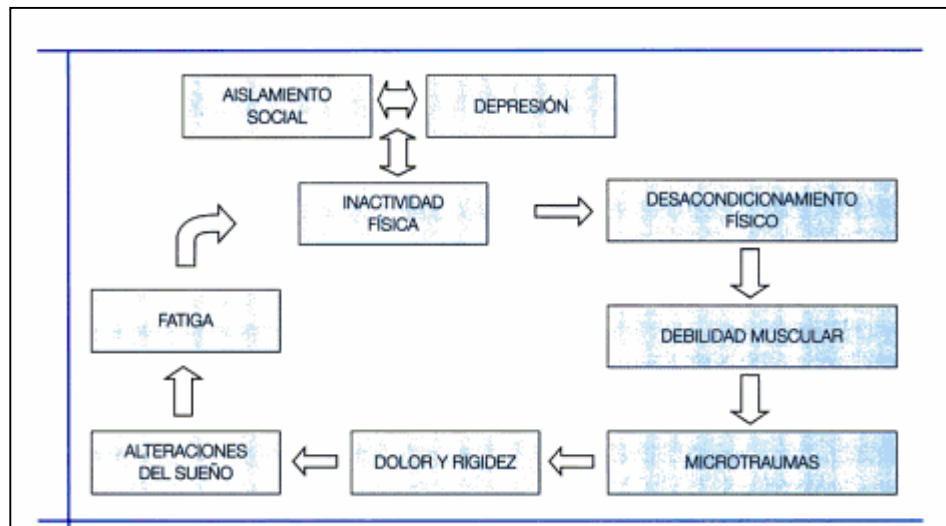 AISLAMIENTO
SOCIAL
DEPRESIÓN
INACTIVIDAD
FÍSICA
DESACONDICIONAMIENTO
FÍSICO
FATIGA
DEBILIDAD MUSCULAR
ALTERACIONES
DEL SUEÑO
DOLOR Y RIGIDEZ
MICROTRAUMAS